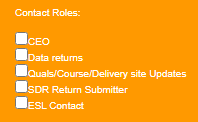 Contact Roles:
CEO
Data returns
Quals/Course/Delivery site Updates
SDR Return Submitter
ESL Contact